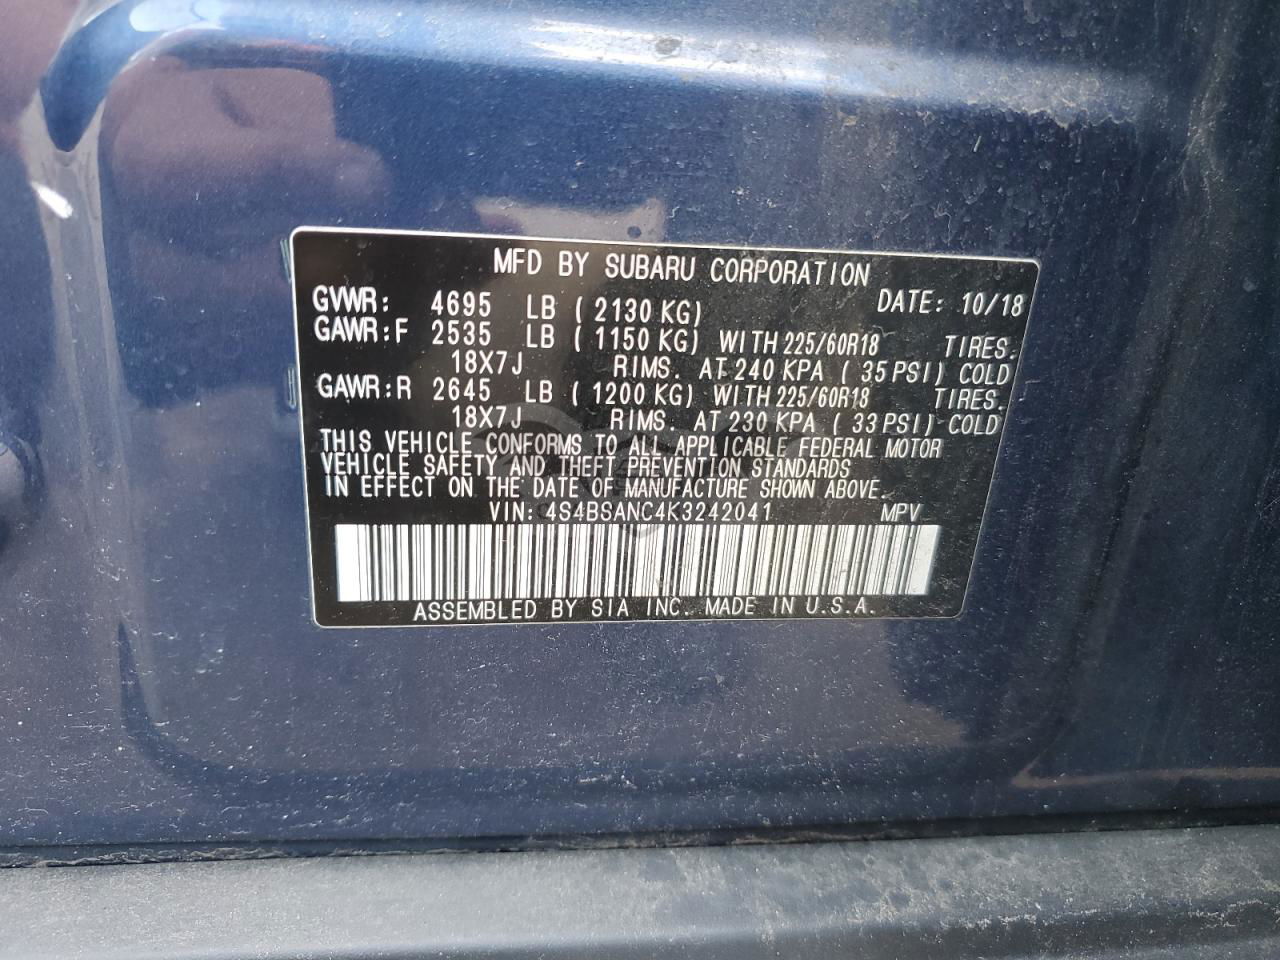 MFD BY SUBARU CORPORATION
GVWR: 4695 LB ( 2130 KG) DATE: 10/18
GAWR:F 2535 LB ( 1150 KG) WITH 225/60R18 TIRES.
18X7J RIMS. AT 240 KPA ( 35 PSI) COLD
GAWR:R 2645 LB ( 1200 KG) WITH 225/60R18 TIRES.
18X7J RIMS. AT 230 KPA ( 33 PSI) COLD
THIS VEHICLE CONFORMS TO ALL APPLICABLE FEDERAL MOTOR
VEHICLE SAFETY AND THEFT PREVENTION STANDARDS
IN EFFECT ON THE DATE OF MANUFACTURE SHOWN ABOVE.
VIN: 4S4BSANC4K3242041 MPV
ASSEMBLED BY SIA INC. MADE IN U.S.A.